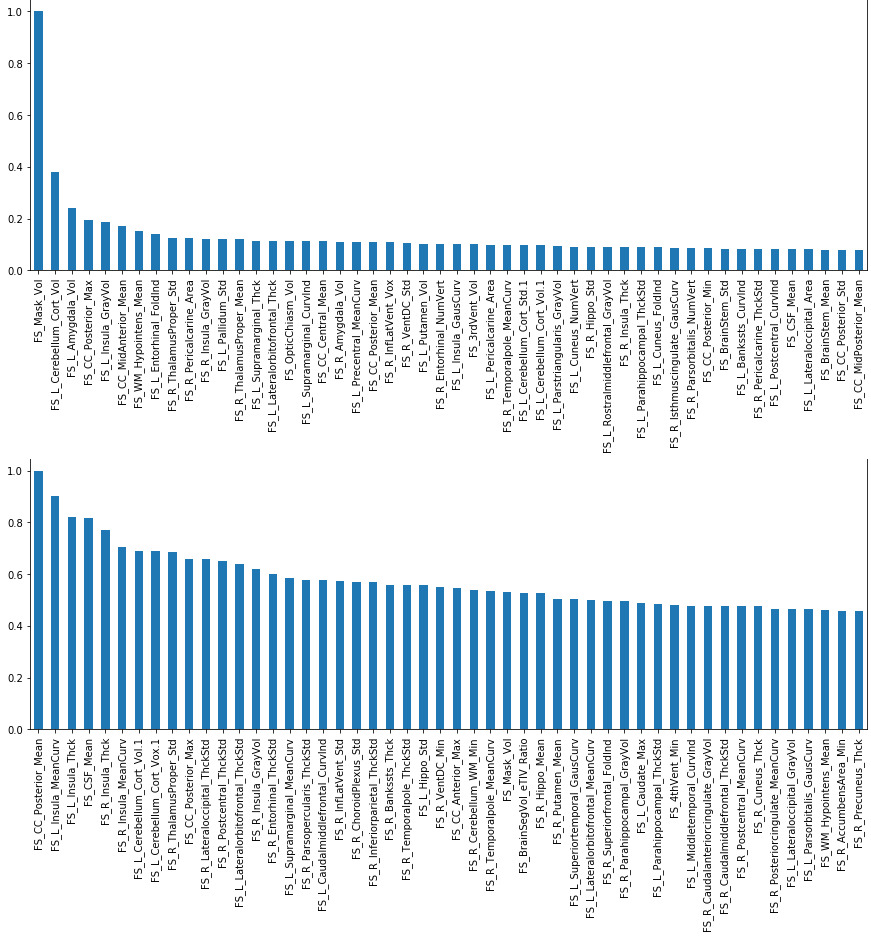 1.0
0.8
0.6
0.4
0.2
0.0
FS_Mask_Vol
FS_L_Cerebellum_Cort_Vol
FS_L_Amygdala_Vol
FS_CC_Posterior_Max
FS_L_Insula_GrayVol
FS_CC_MidAnterior_Mean
FS_WM_Hypointens_Mean
FS_L_Entorhinal_FoldInd
FS_R_ThalamusProper_Std
FS_R_Pericalcarine_Area
FS_R_Insula_GrayVol
FS_L_Pallidum_Std
FS_R_ThalamusProper_Mean
FS_L_Supramarginal_Thck
FS_L_Lateralorbitofrontal_Thck
FS_OpticChiasm_Vol
FS_L_Supramarginal_CurvInd
FS_CC_Central_Mean
FS_R_Amygdala_Vol
FS_L_Precentral_MeanCurv
FS_CC_Posterior_Mean
FS_R_InfLatVent_Vox
FS_R_VentDC_Std
FS_L_Putamen_Vol
FS_R_Entorhinal_NumVert
FS_L_Insula_GausCurv
FS_3rdVent_Vol
FS_L_Pericalcarine_Area
FS_R_Temporalpole_MeanCurv
FS_L_Cerebellum_Cort_Std.1
FS_L_Cerebellum_Cort_Vol.1
FS_L_Parstriangularis_GrayVol
FS_L_Cuneus_NumVert
FS_R_Hippo_Std
FS_L_Rostralmiddlefrontal_GrayVol
FS_R_Insula_Thck
FS_L_Parahippocampal_ThckStd
FS_L_Cuneus_FoldInd
FS_R_Isthmuscingulate_GausCurv
FS_R_Parsorbitalis_NumVert
FS_CC_Posterior_Min
FS_BrainStem_Std
FS_L_Bankssts_CurvInd
FS_R_Pericalcarine_ThckStd
FS_L_Postcentral_CurvInd
FS_CSF_Mean
FS_L_Lateraloccipital_Area
FS_BrainStem_Mean
FS_CC_Posterior_Std
FS_CC_MidPosterior_Mean
1.0
0.8
0.6
0.4
0.2
0.0
FS_CC_Posterior_Mean
FS_L_Insula_MeanCurv
FS_L_Insula_Thck
FS_CSF_Mean
FS_R_Insula_Thck
FS_R_Insula_MeanCurv
FS_L_Cerebellum_Cort_Vol.1
FS_L_Cerebellum_Cort_Vox.1
FS_R_ThalamusProper_Std
FS_CC_Posterior_Max
FS_R_Lateraloccipital_ThckStd
FS_R_Postcentral_ThckStd
FS_L_Lateralorbitofrontal_ThckStd
FS_R_Insula_GrayVol
FS_R_Entorhinal_ThckStd
FS_L_Supramarginal_MeanCurv
FS_R_Parsopercularis_ThckStd
FS_L_Caudalmiddlefrontal_CurvInd
FS_R_InfLatVent_Std
FS_R_ChoroidPlexus_Std
FS_R_Inferiorparietal_ThckStd
FS_R_Bankssts_Thck
FS_R_Temporalpole_ThckStd
FS_L_Hippo_Std
FS_R_VentDC_Min
FS_CC_Anterior_Max
FS_R_Cerebellum_WM_Min
FS_R_Temporalpole_MeanCurv
FS_Mask_Vol
FS_BrainSegVol_eTIV_Ratio
FS_R_Hippo_Mean
FS_R_Putamen_Mean
FS_L_Superiortemporal_GausCurv
FS_L_Lateralorbitofrontal_MeanCurv
FS_R_Superiorfrontal_FoldInd
FS_R_Parahippocampal_GrayVol
FS_L_Caudate_Max
FS_L_Parahippocampal_ThckStd
FS_4thVent_Min
FS_L_Middletemporal_CurvInd
FS_R_Caudalanteriorcingulate_GrayVol
FS_R_Caudalmiddlefrontal_ThckStd
FS_R_Postcentral_MeanCurv
FS_R_Cuneus_Thck
FS_R_Posteriorcingulate_MeanCurv
FS_L_Lateraloccipital_GrayVol
FS_L_Parsorbitalis_GausCurv
FS_WM_Hypointens_Mean
FS_R_AccumbensArea_Min
FS_R_Precuneus_Thck